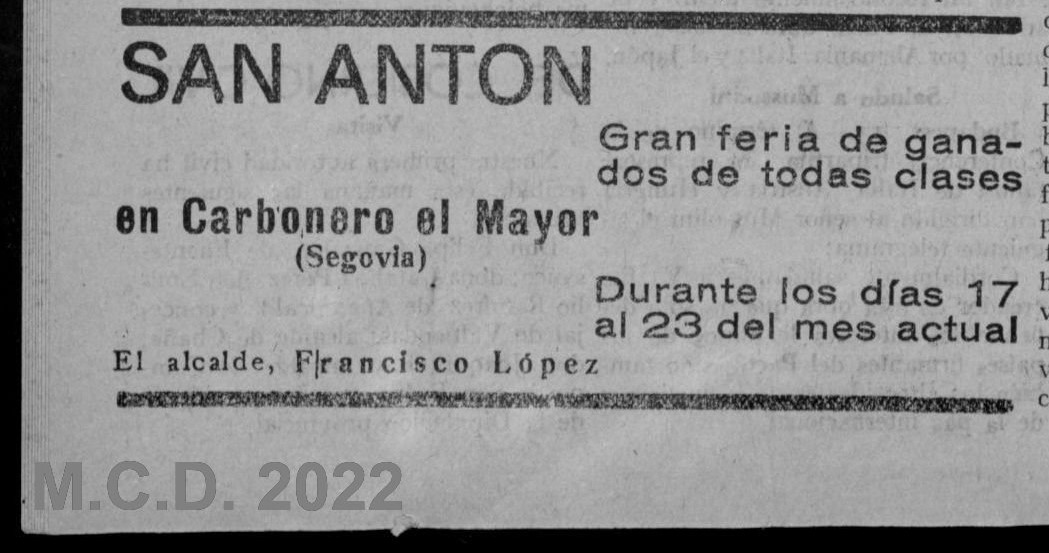 SAN ANTON
Gran feria de gana-
dos de todas clases
en Carbonero el Mayor
(Segovia)
Durante los días 17
al 23 del mes actual
El alcalde, Francisco López
M.C.D. 2022